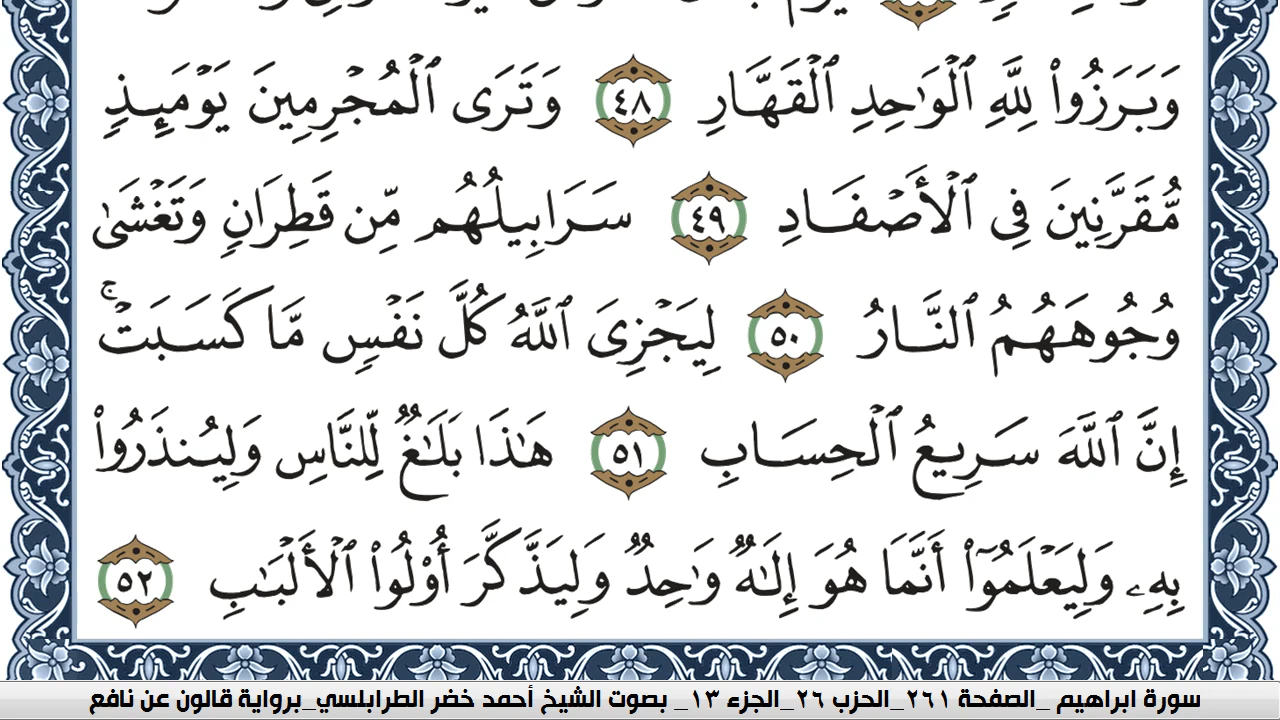 وَبَرَزُوا۟ لِلَّهِ ٱلْوَٰحِدِ ٱلْقَهَّارِ ٤٨ وَتَرَى ٱلْمُجْرِمِينَ يَوْمَئِذٍ
مُّقَرَّنِينَ فِى ٱلْأَصْفَادِ ٤٩ سَرَابِيلُهُم مِّن قَطِرَانٍ وَتَغْشَىٰ
وُجُوهَهُمُ ٱلنَّارُ ٥٠ لِيَجْزِىَ ٱللَّهُ كُلَّ نَفْسٍ مَّا كَسَبَتْ ۚ
إِنَّ ٱللَّهَ سَرِيعُ ٱلْحِسَابِ ٥١ هَٰذَا بَلَٰغٌ لِّلنَّاسِ وَلِيُنذَرُوا۟
بِهِۦ وَلِيَعْلَمُوٓا۟ أَنَّمَا هُوَ إِلَٰهٌ وَٰحِدٌ وَلِيَذَّكَّرَ أُو۟لُوا۟ ٱلْأَلْبَٰبِ ٥٢
سورة ابراهيم _الصفحة ٢٦١_الحزب ٢٦_الجزء ١٣_ بصوت الشيخ أحمد خضر الطرابلسي_برواية قالون عن نافع